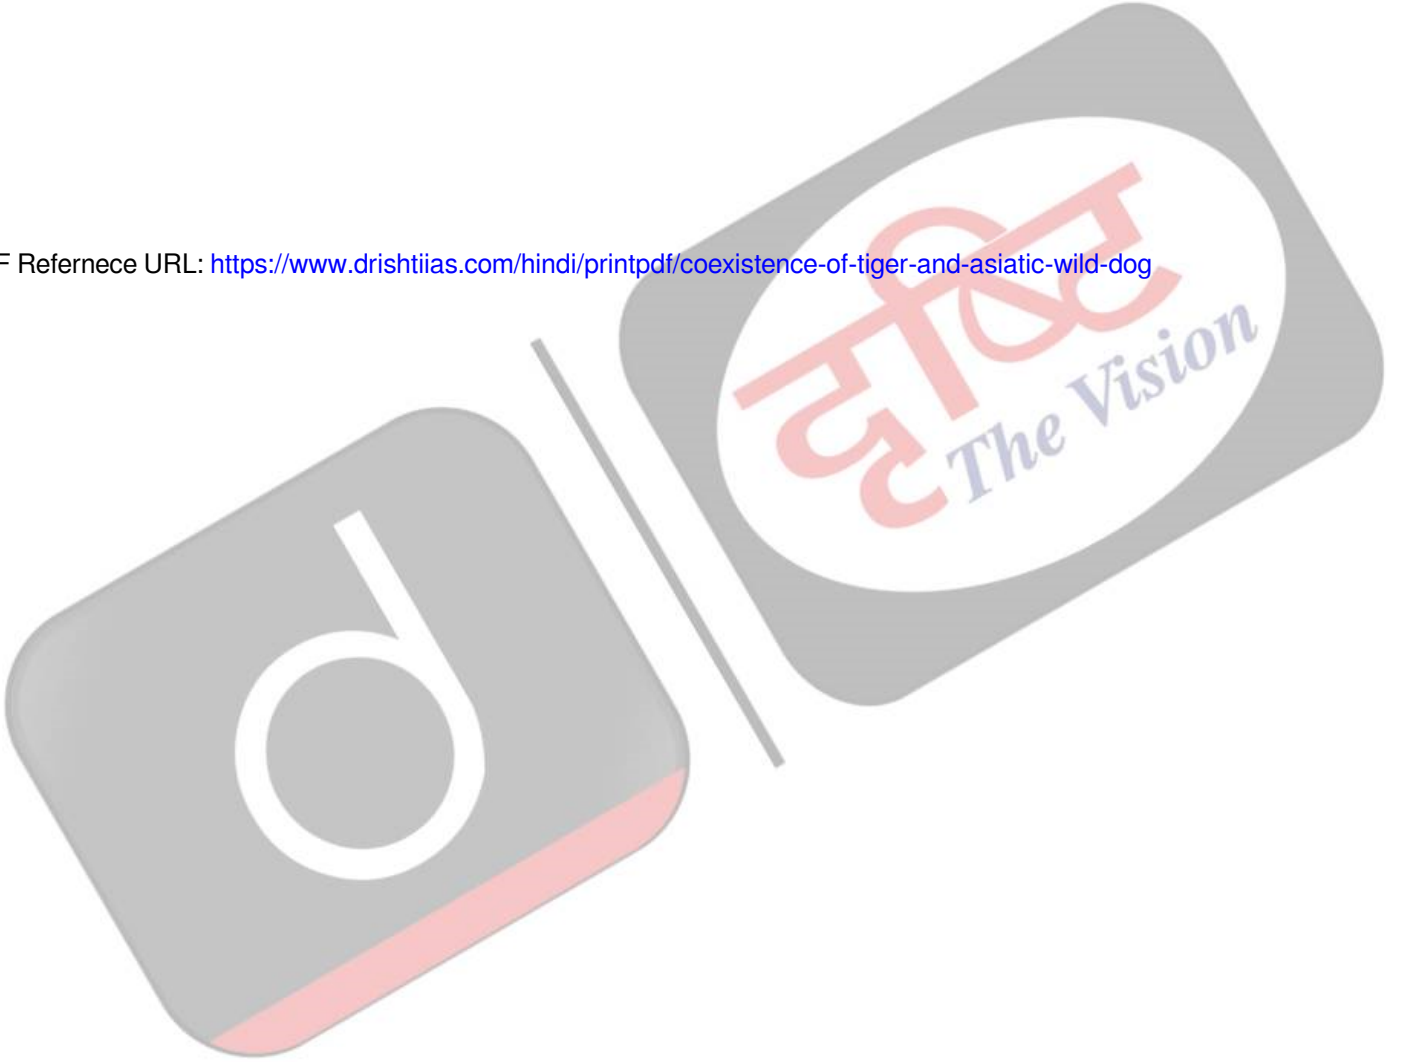 F Refernece URL: https://www.drishtiias.com/hindi/printpdf/coexistence-of-tiger-and-asiatic-wild-dog
दृष्टि
The Vision
d